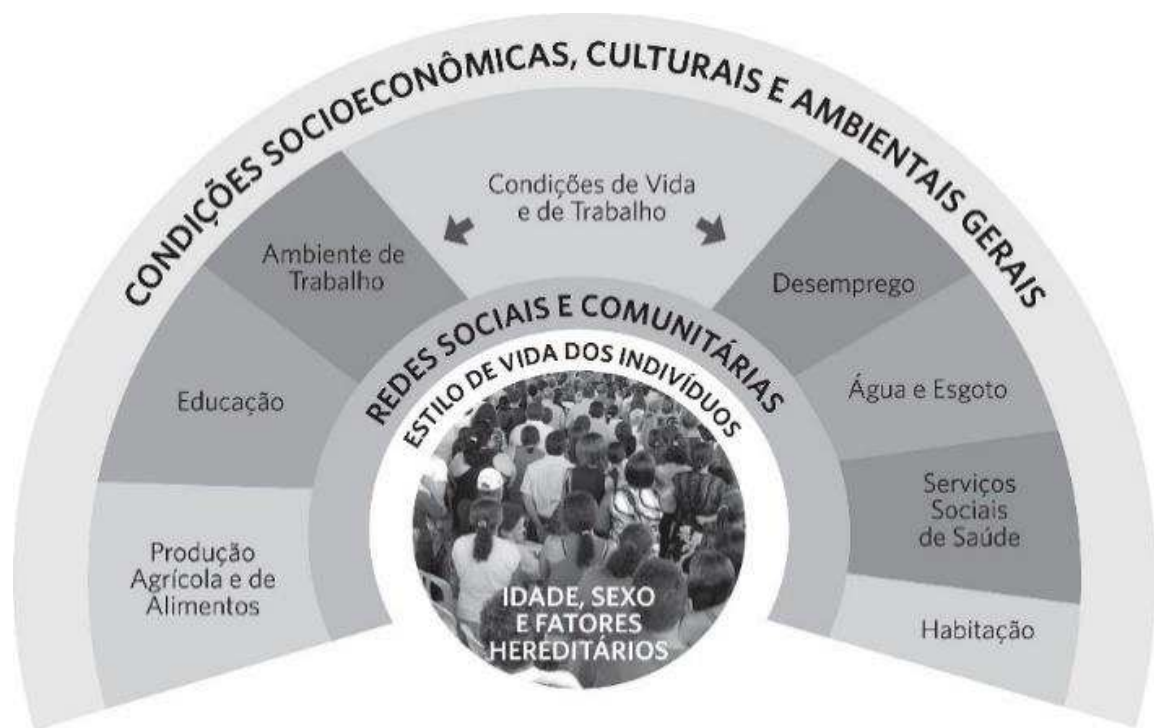 CONDIÇÕES SOCIOECONÔMICAS, CULTURAIS E AMBIENTAIS GERAIS
Condições de Vida
e de Trabalho
Ambiente de
Trabalho
Desemprego
Educação
Água e Esgoto
Produção
Agrícola e de
Alimentos
Serviços
Sociais
de Saúde
Habitação
REDES SOCIAIS E COMUNITÁRIAS
ESTILO DE VIDA DOS INDIVÍDUOS
IDADE, SEXO
E FATORES
HEREDITÁRIOS